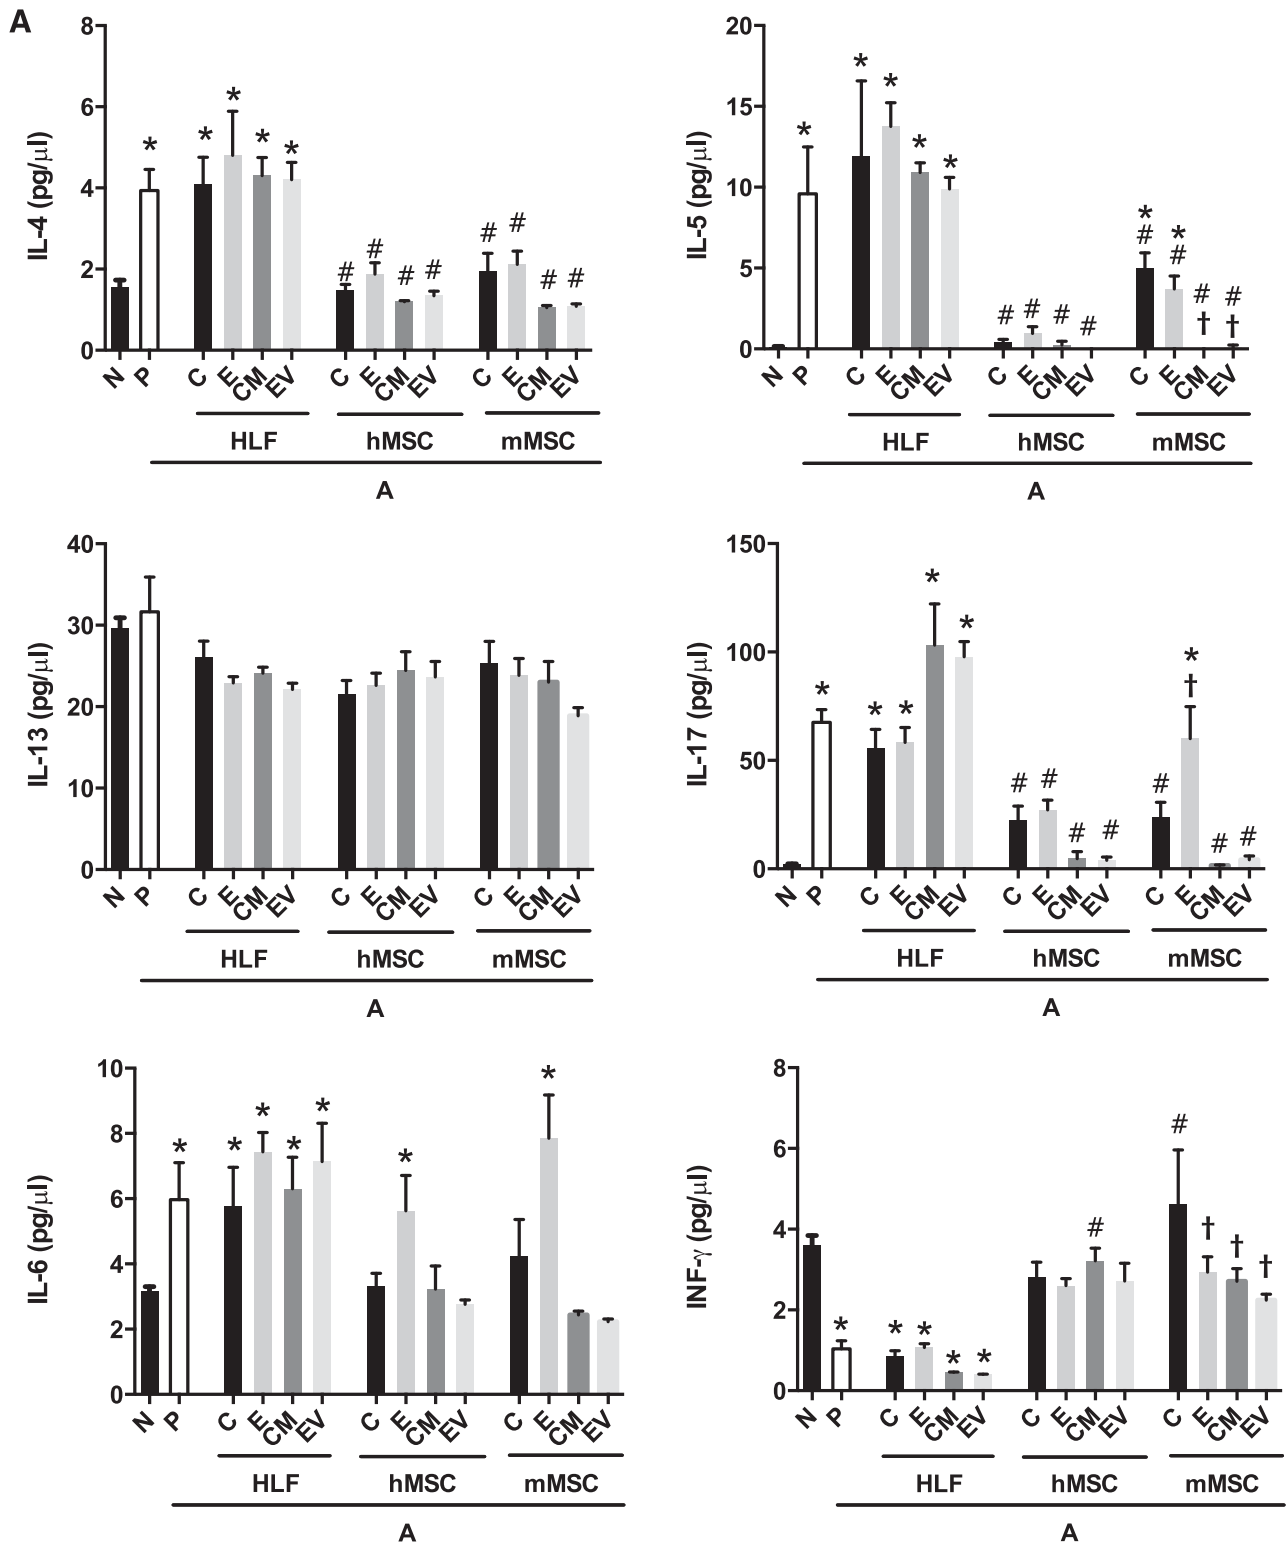 A
IL-4 (pg/μl)
8
6
4
2
0
* * * * *
# # # # # # # #
N P C E CM EV C E CM EV C E CM EV
HLF hMSC mMSC
A
IL-5 (pg/μl)
20
15
10
5
0
* * * * * * *
# # # # # # # #
† †
N P C E CM EV C E CM EV C E CM EV
HLF hMSC mMSC
A
IL-13 (pg/μl)
40
30
20
10
0
N P C E CM EV C E CM EV C E CM EV
HLF hMSC mMSC
A
IL-17 (pg/μl)
150
100
50
0
* * * * * *
†
# # # # # # #
N P C E CM EV C E CM EV C E CM EV
HLF hMSC mMSC
A
IL-6 (pg/μl)
10
8
6
4
2
0
* * * * * * *
N P C E CM EV C E CM EV C E CM EV
HLF hMSC mMSC
A
INF-γ (pg/μl)
8
6
4
2
0
* * * * *
# # † † †
N P C E CM EV C E CM EV C E CM EV
HLF hMSC mMSC
A